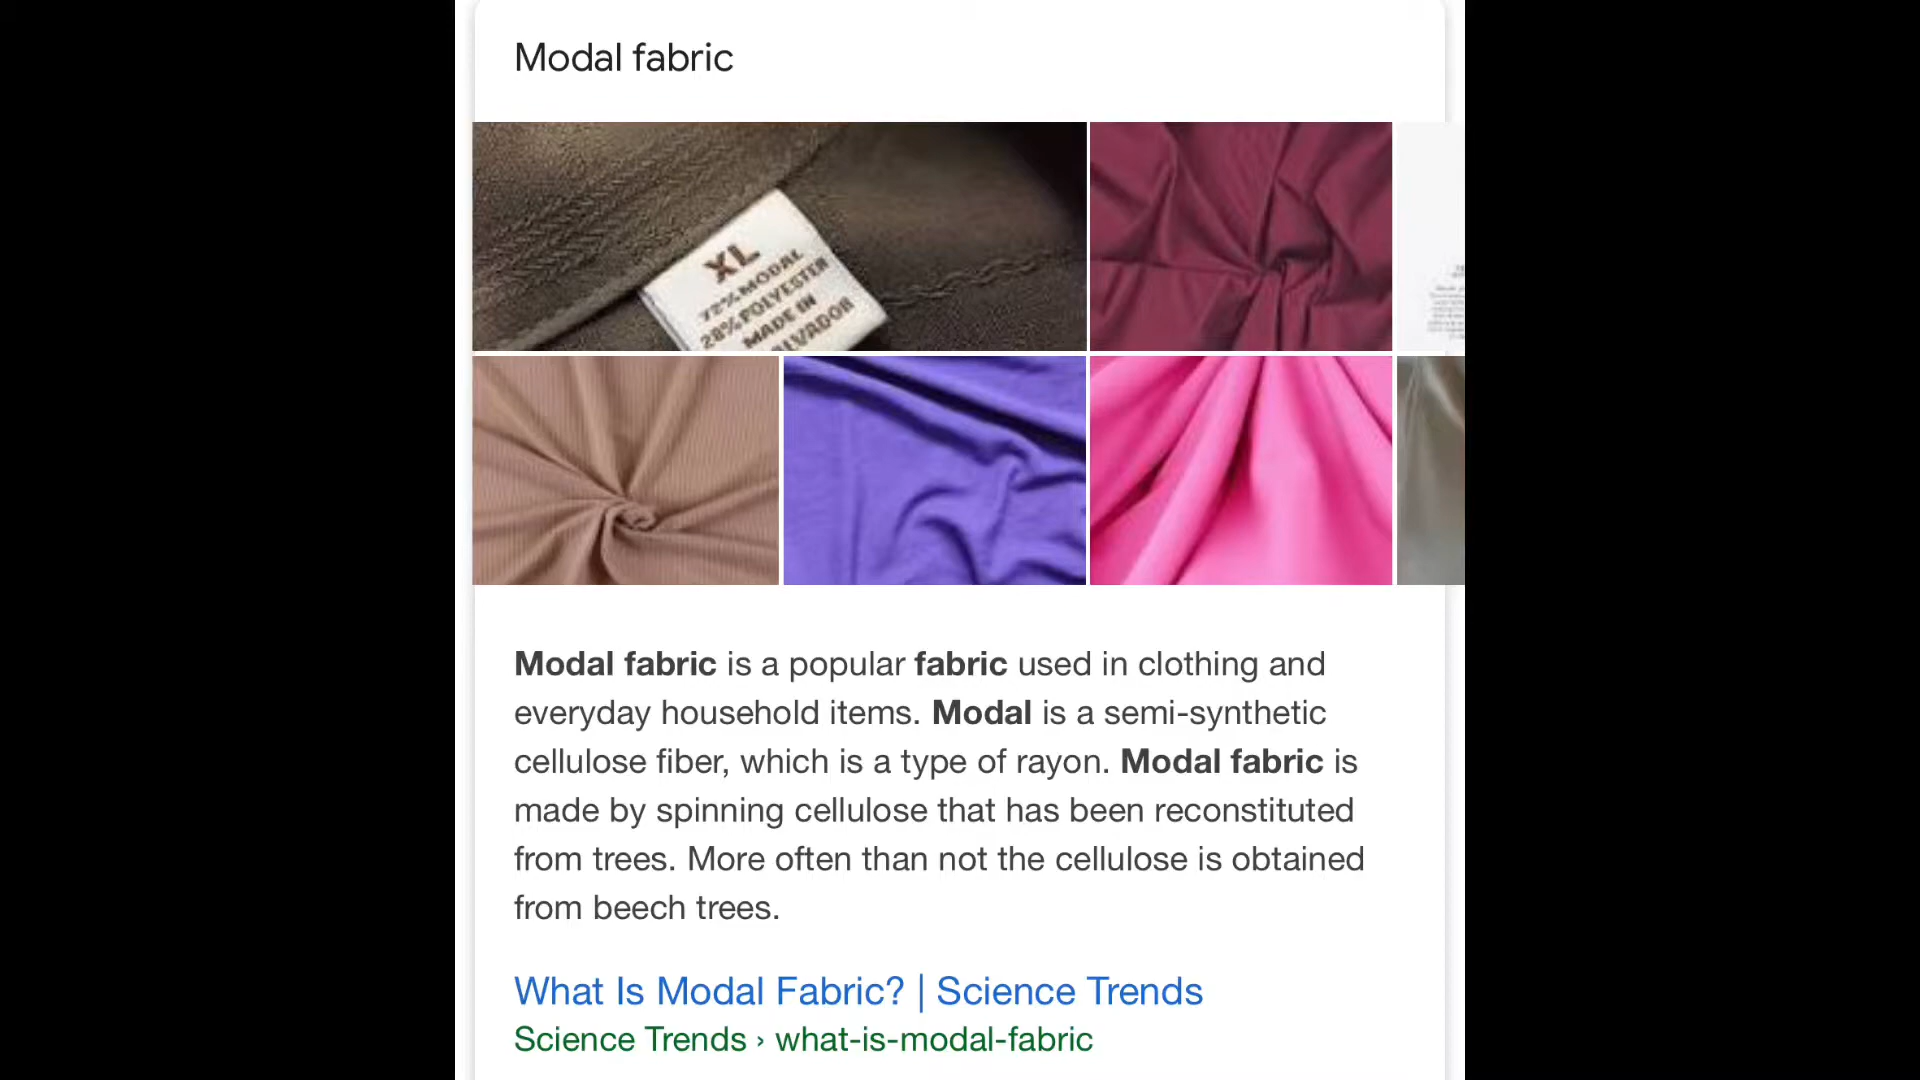 Modal fabric
XL
72% MODAL
28% POLYESTER
MADE IN
Modal fabric is a popular fabric used in clothing and
everyday household items. Modal is a semi-synthetic
cellulose fiber, which is a type of rayon. Modal fabric is
made by spinning cellulose that has been reconstituted
from trees. More often than not the cellulose is obtained
from beech trees.
What Is Modal Fabric? | Science Trends
Science Trends › what-is-modal-fabric